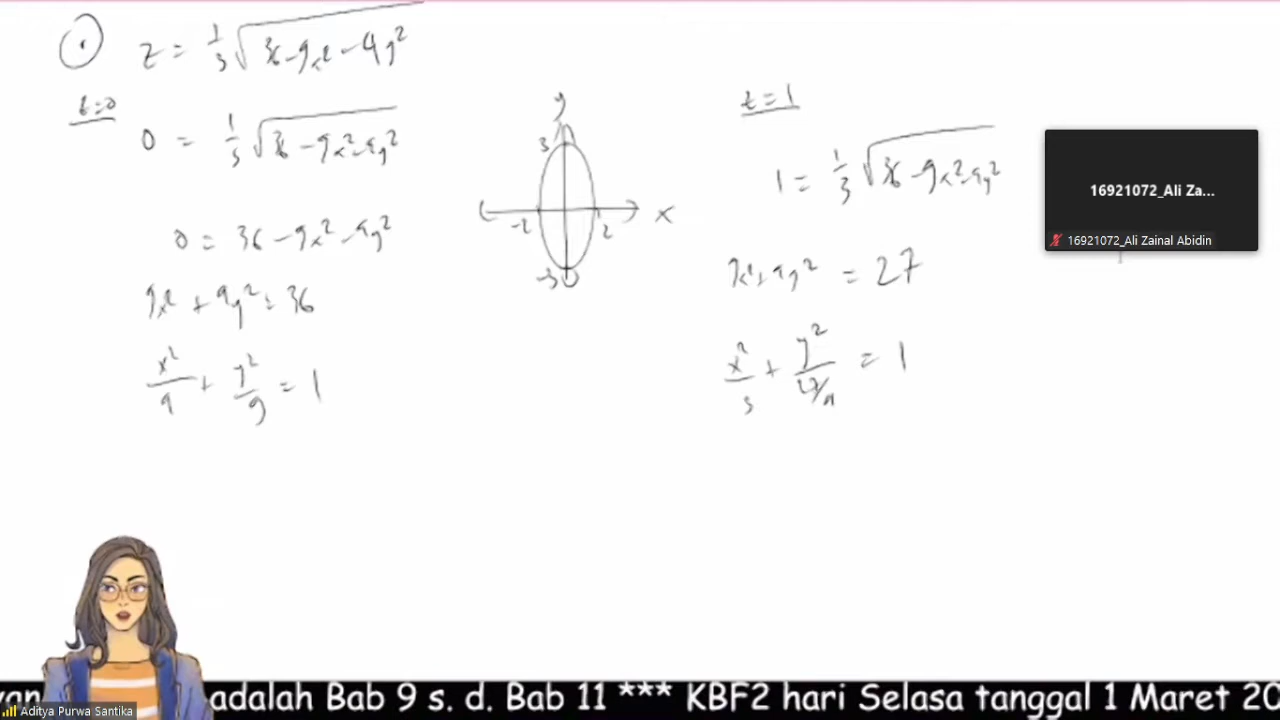 ①
z = 1/3 √(36-9x²-4y²)
t=0
0 = 1/3 √(36-9x²-4y²)
0 = 36-9x²-4y²
9x² + 4y² = 36
x²/4 + y²/9 = 1
y
3
-2
2
x
-3
z=1
1 = 1/3 √(36-9x²-4y²)
9x²+4y² = 27
x²/3 + y²/(27/4) = 1
16921072_Ali Za...
16921072_Ali Zainal Abidin
adalah Bab 9 s. d. Bab 11 *** KBF2 hari Selasa tanggal 1 Maret 20
Aditya Purwa Santika